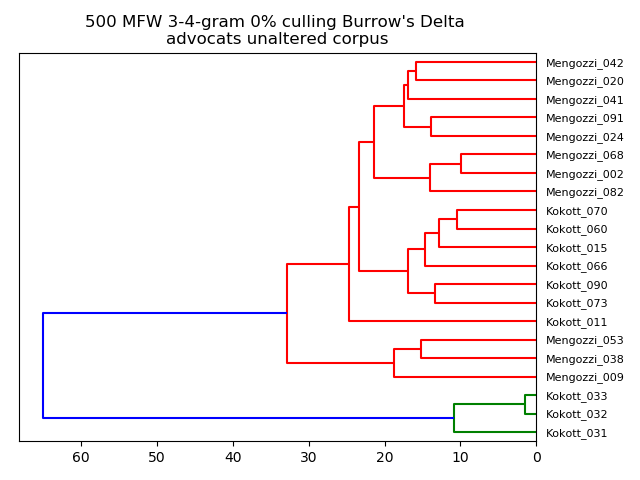 500 MFW 3-4-gram 0% culling Burrow's Delta
advocats unaltered corpus
Mengozzi_042
Mengozzi_020
Mengozzi_041
Mengozzi_091
Mengozzi_024
Mengozzi_068
Mengozzi_002
Mengozzi_082
Kokott_070
Kokott_060
Kokott_015
Kokott_066
Kokott_090
Kokott_073
Kokott_011
Mengozzi_053
Mengozzi_038
Mengozzi_009
Kokott_033
Kokott_032
Kokott_031
60 50 40 30 20 10 0